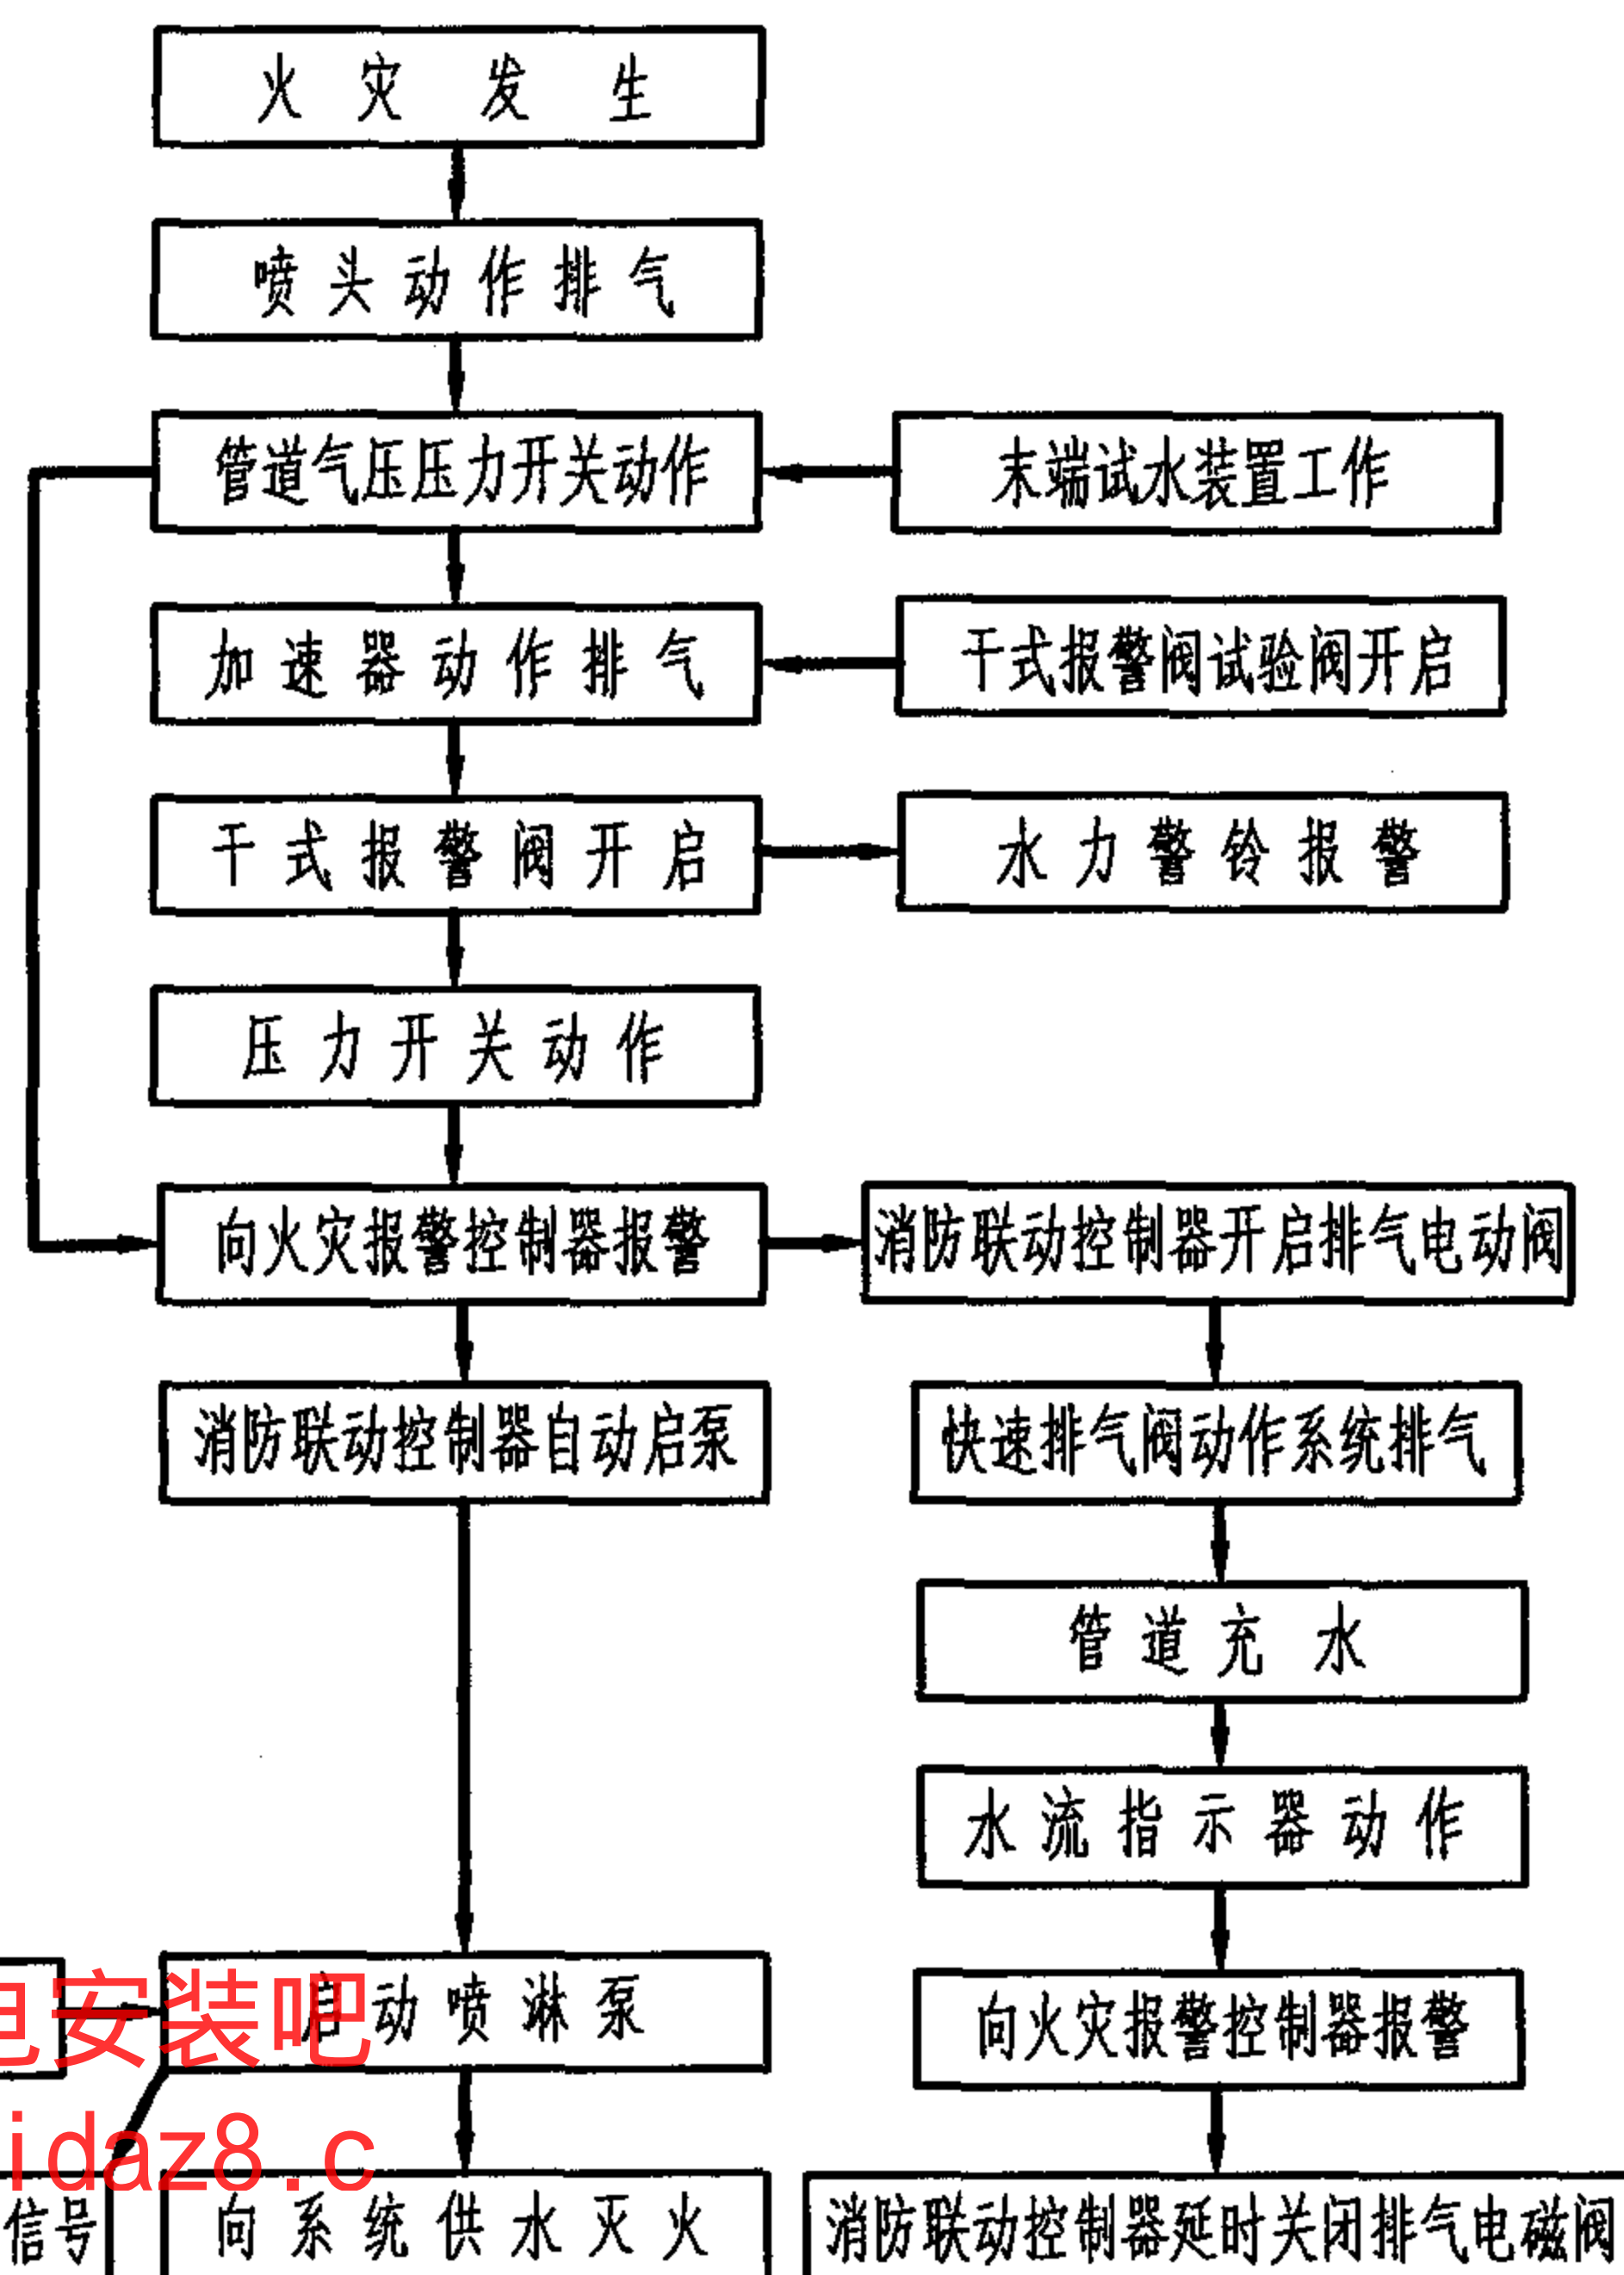 火灾发生
喷头动作排气
管道气压压力开关动作
末端试水装置工作
加速器动作排气
干式报警阀试验阀开启
干式报警阀开启
水力警铃报警
压力开关动作
向火灾报警控制器报警
消防联动控制器开启排气电动阀
消防联动控制器自动启泵
快速排气阀动作系统排气
管道充水
水流指示器动作
启动喷淋泵
电安装吧
向火灾报警控制器报警
idaz8.c
信号
向系统供水灭火
消防联动控制器延时关闭排气电磁阀